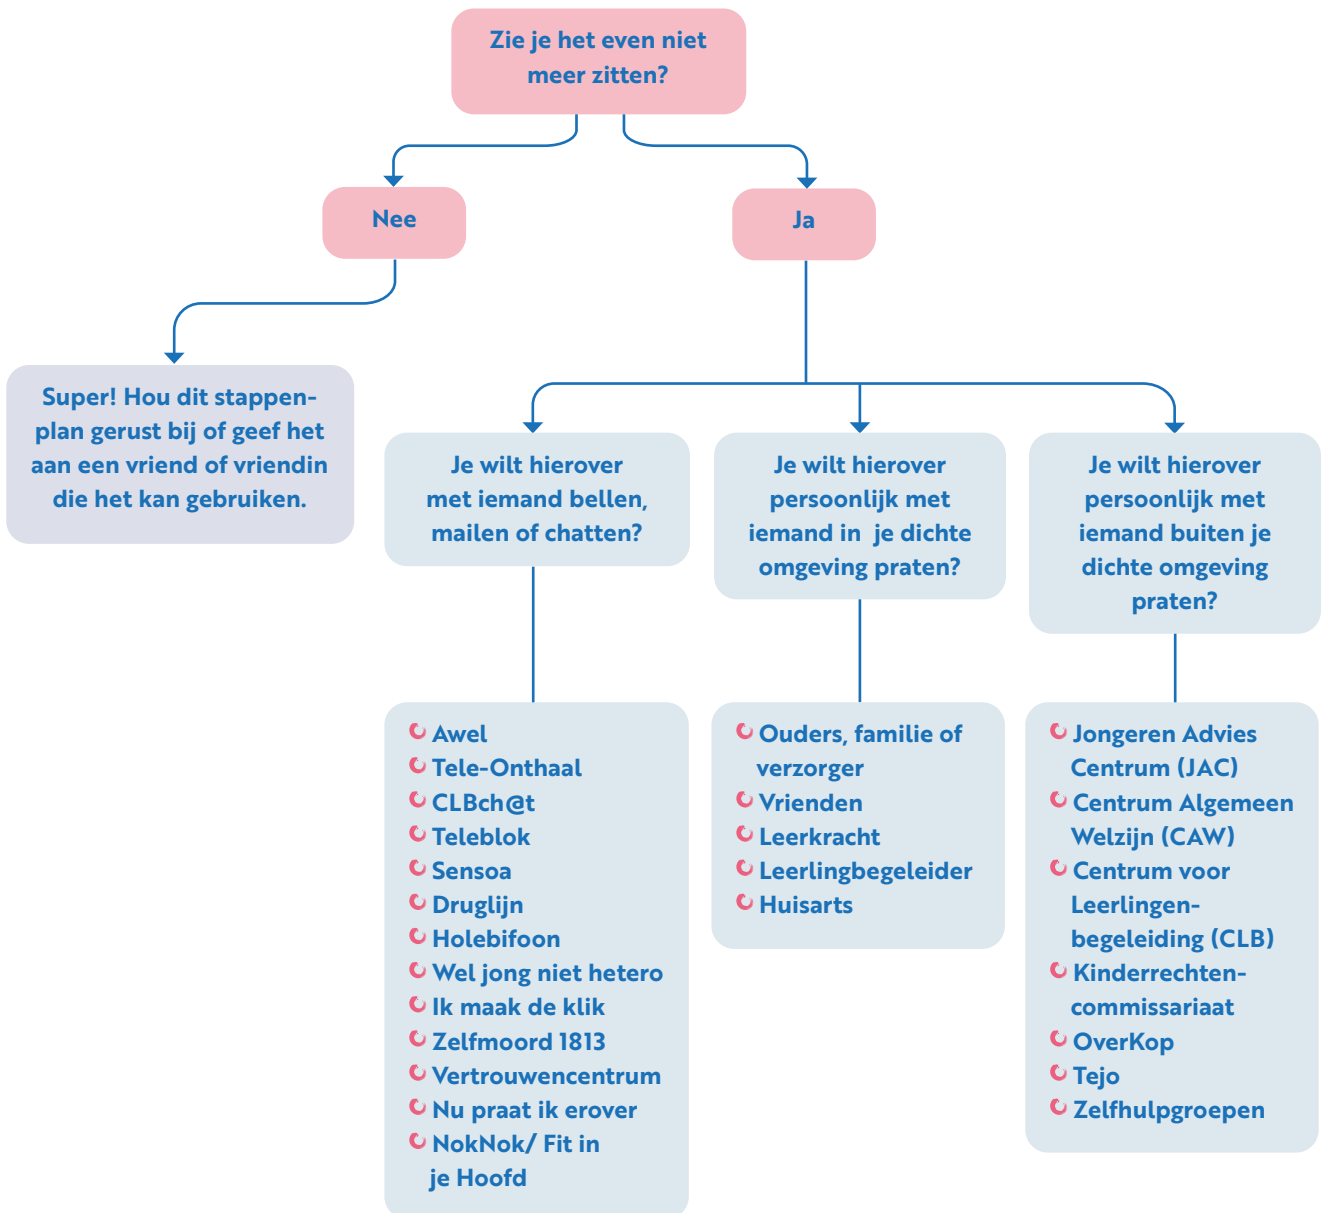 Zie je het even niet
meer zitten?
Nee
Ja
Super! Hou dit stappen-
plan gerust bij of geef het
aan een vriend of vriendin
die het kan gebruiken.
Je wilt hierover
met iemand bellen,
mailen of chatten?
Je wilt hierover
persoonlijk met
iemand in je dichte
omgeving praten?
Je wilt hierover
persoonlijk met
iemand buiten je
dichte omgeving
praten?
Awel
Tele-Onthaal
CLBch@t
Teleblok
Sensoa
Druglijn
Holebifoon
Wel jong niet hetero
Ik maak de klik
Zelfmoord 1813
Vertrouwencentrum
Nu praat ik erover
NokNok/ Fit in
je Hoofd
Ouders, familie of
verzorger
Vrienden
Leerkracht
Leerlingbegeleider
Huisarts
Jongeren Advies
Centrum (JAC)
Centrum Algemeen
Welzijn (CAW)
Centrum voor
Leerlingen-
begeleiding (CLB)
Kinderrechten-
commissariaat
OverKop
Tejo
Zelfhulpgroepen